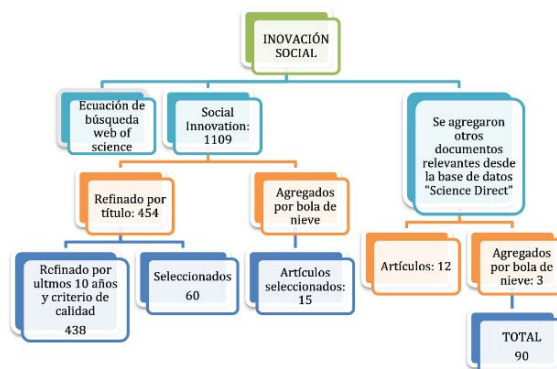 INOVACIÓN
SOCIAL
Ecuación de
búsqueda web of
science
Social
Innovation:
1109
Se agregaron
otros
documentos
relevantes desde
la base de datos
"Science Direct"
Refinado por
título: 454
Agregados
por bola de
nieve
Artículos: 12
Agregados
por bola de
nieve: 3
Refinado por
ultmos 10 años
y criterio de
calidad
438
Seleccionados
60
Artículos
seleccionados:
15
TOTAL
90